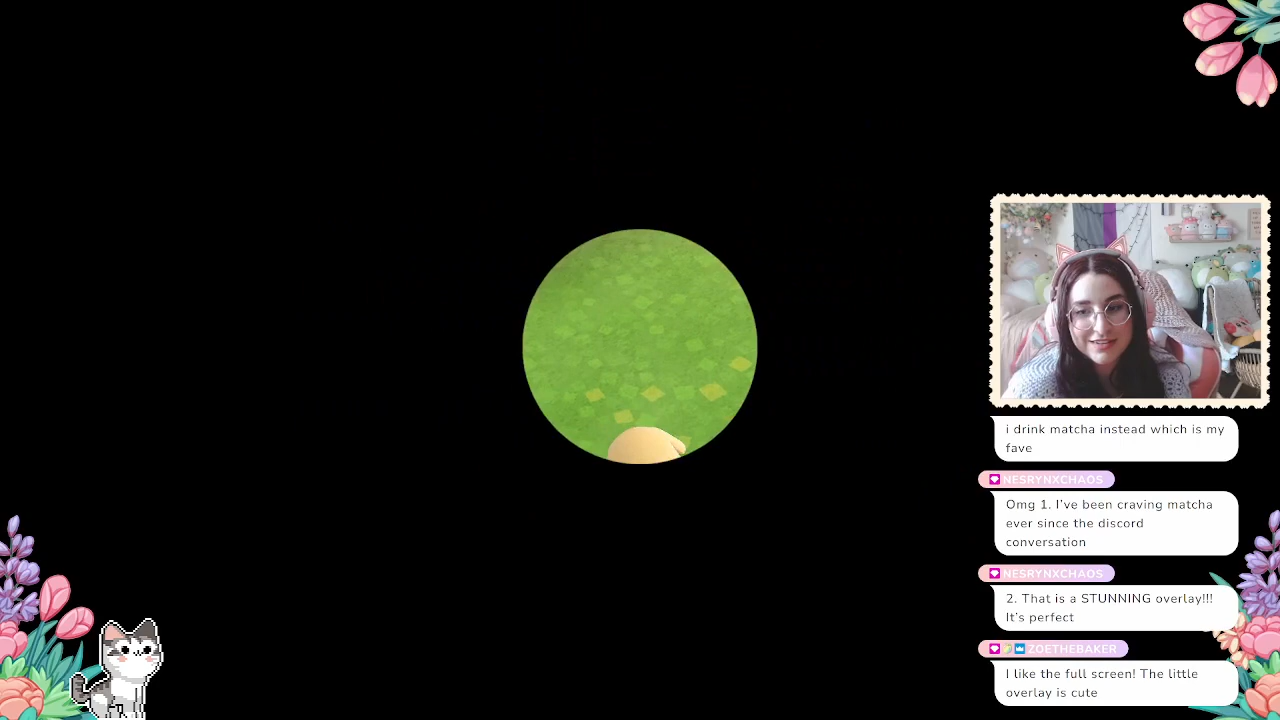 i drink matcha instead which is my
fave
NESRYNXCHAOS
Omg 1. I've been craving matcha
ever since the discord
conversation
NESRYNXCHAOS
2. That is a STUNNING overlay!!!
It's perfect
ZOETHEBAKER
I like the full screen! The little
overlay is cute